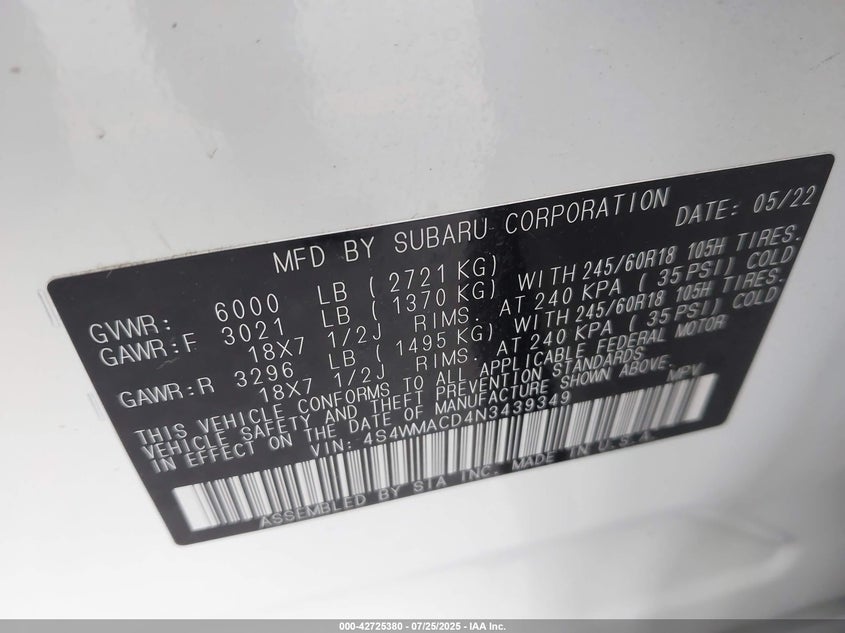 MFD BY SUBARU CORPORATION DATE: 05/22
GVWR: 6000 LB (2721 KG)
GAWR:F 3021 LB (1370 KG) WITH 245/60R18 105H TIRES.
18X7 1/2J RIMS. AT 240 KPA (35 PSI) COLD
GAWR:R 3296 LB (1495 KG) WITH 245/60R18 105H TIRES.
18X7 1/2J RIMS. AT 240 KPA (35 PSI) COLD
THIS VEHICLE CONFORMS TO ALL APPLICABLE FEDERAL MOTOR
VEHICLE SAFETY AND THEFT PREVENTION STANDARDS
IN EFFECT ON THE DATE OF MANUFACTURE SHOWN ABOVE.
VIN: 4S4WMACD4N3439349 MPV
ASSEMBLED BY SIA INC. MADE IN U.S.A.
000-42725380 - 07/25/2025 - IAA Inc.